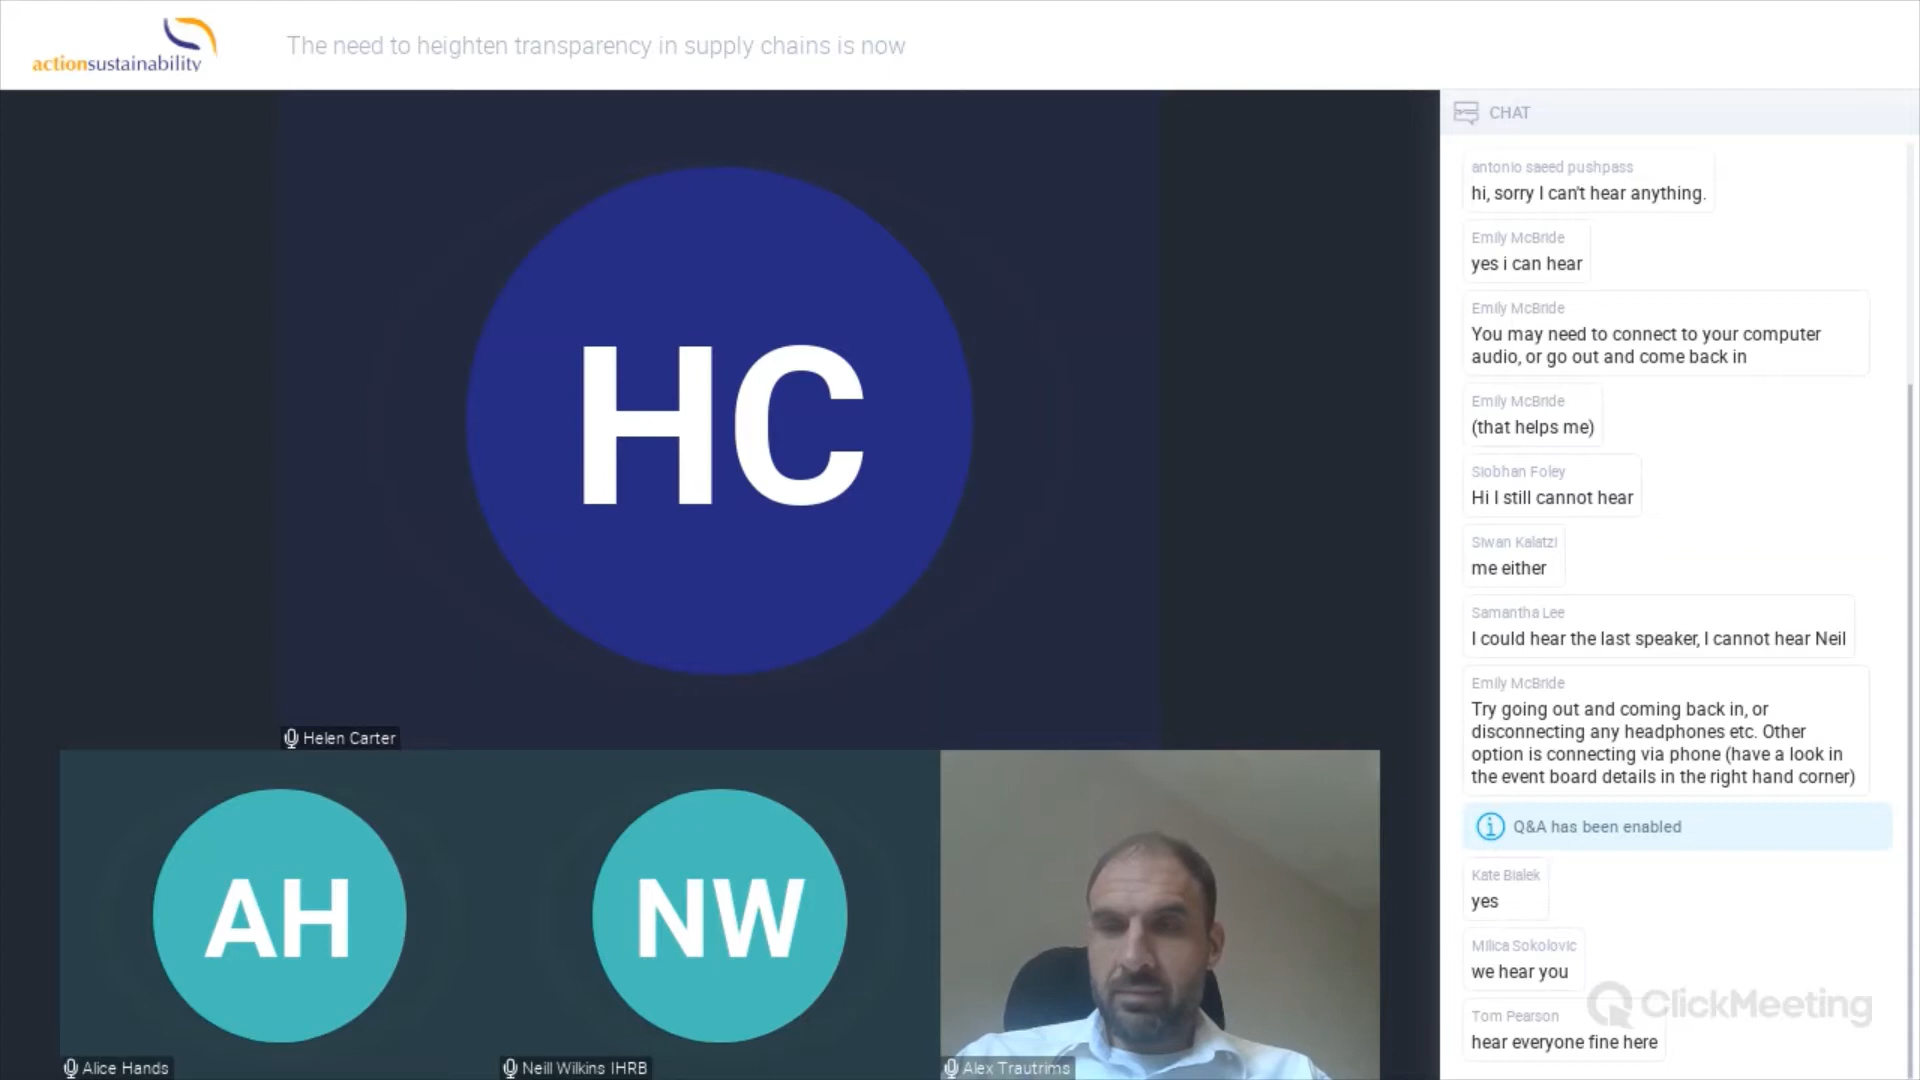 actionsustainability
The need to heighten transparency in supply chains is now
HC
Helen Carter
AH
Alice Hands
NW
Neill Wilkins IHRB
Alex Trautrims
CHAT
antonio saeed pushpass
hi, sorry I can't hear anything.
Emily McBride
yes i can hear
Emily McBride
You may need to connect to your computer
audio, or go out and come back in
Emily McBride
(that helps me)
Siobhan Foley
Hi I still cannot hear
Siwan Kalatzi
me either
Samantha Lee
I could hear the last speaker, I cannot hear Neil
Emily McBride
Try going out and coming back in, or
disconnecting any headphones etc. Other
option is connecting via phone (have a look in
the event board details in the right hand corner)
Q&A has been enabled
Kate Bialek
yes
Milica Sokolovic
we hear you
Tom Pearson
hear everyone fine here
ClickMeeting